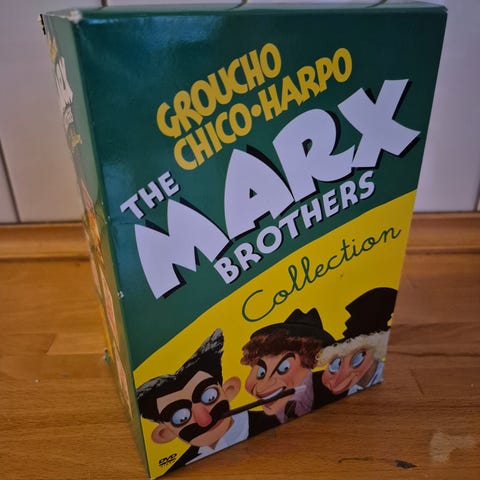 GROUCHO
CHICO•HARPO
THE
MARX
BROTHERS
Collection
DVD